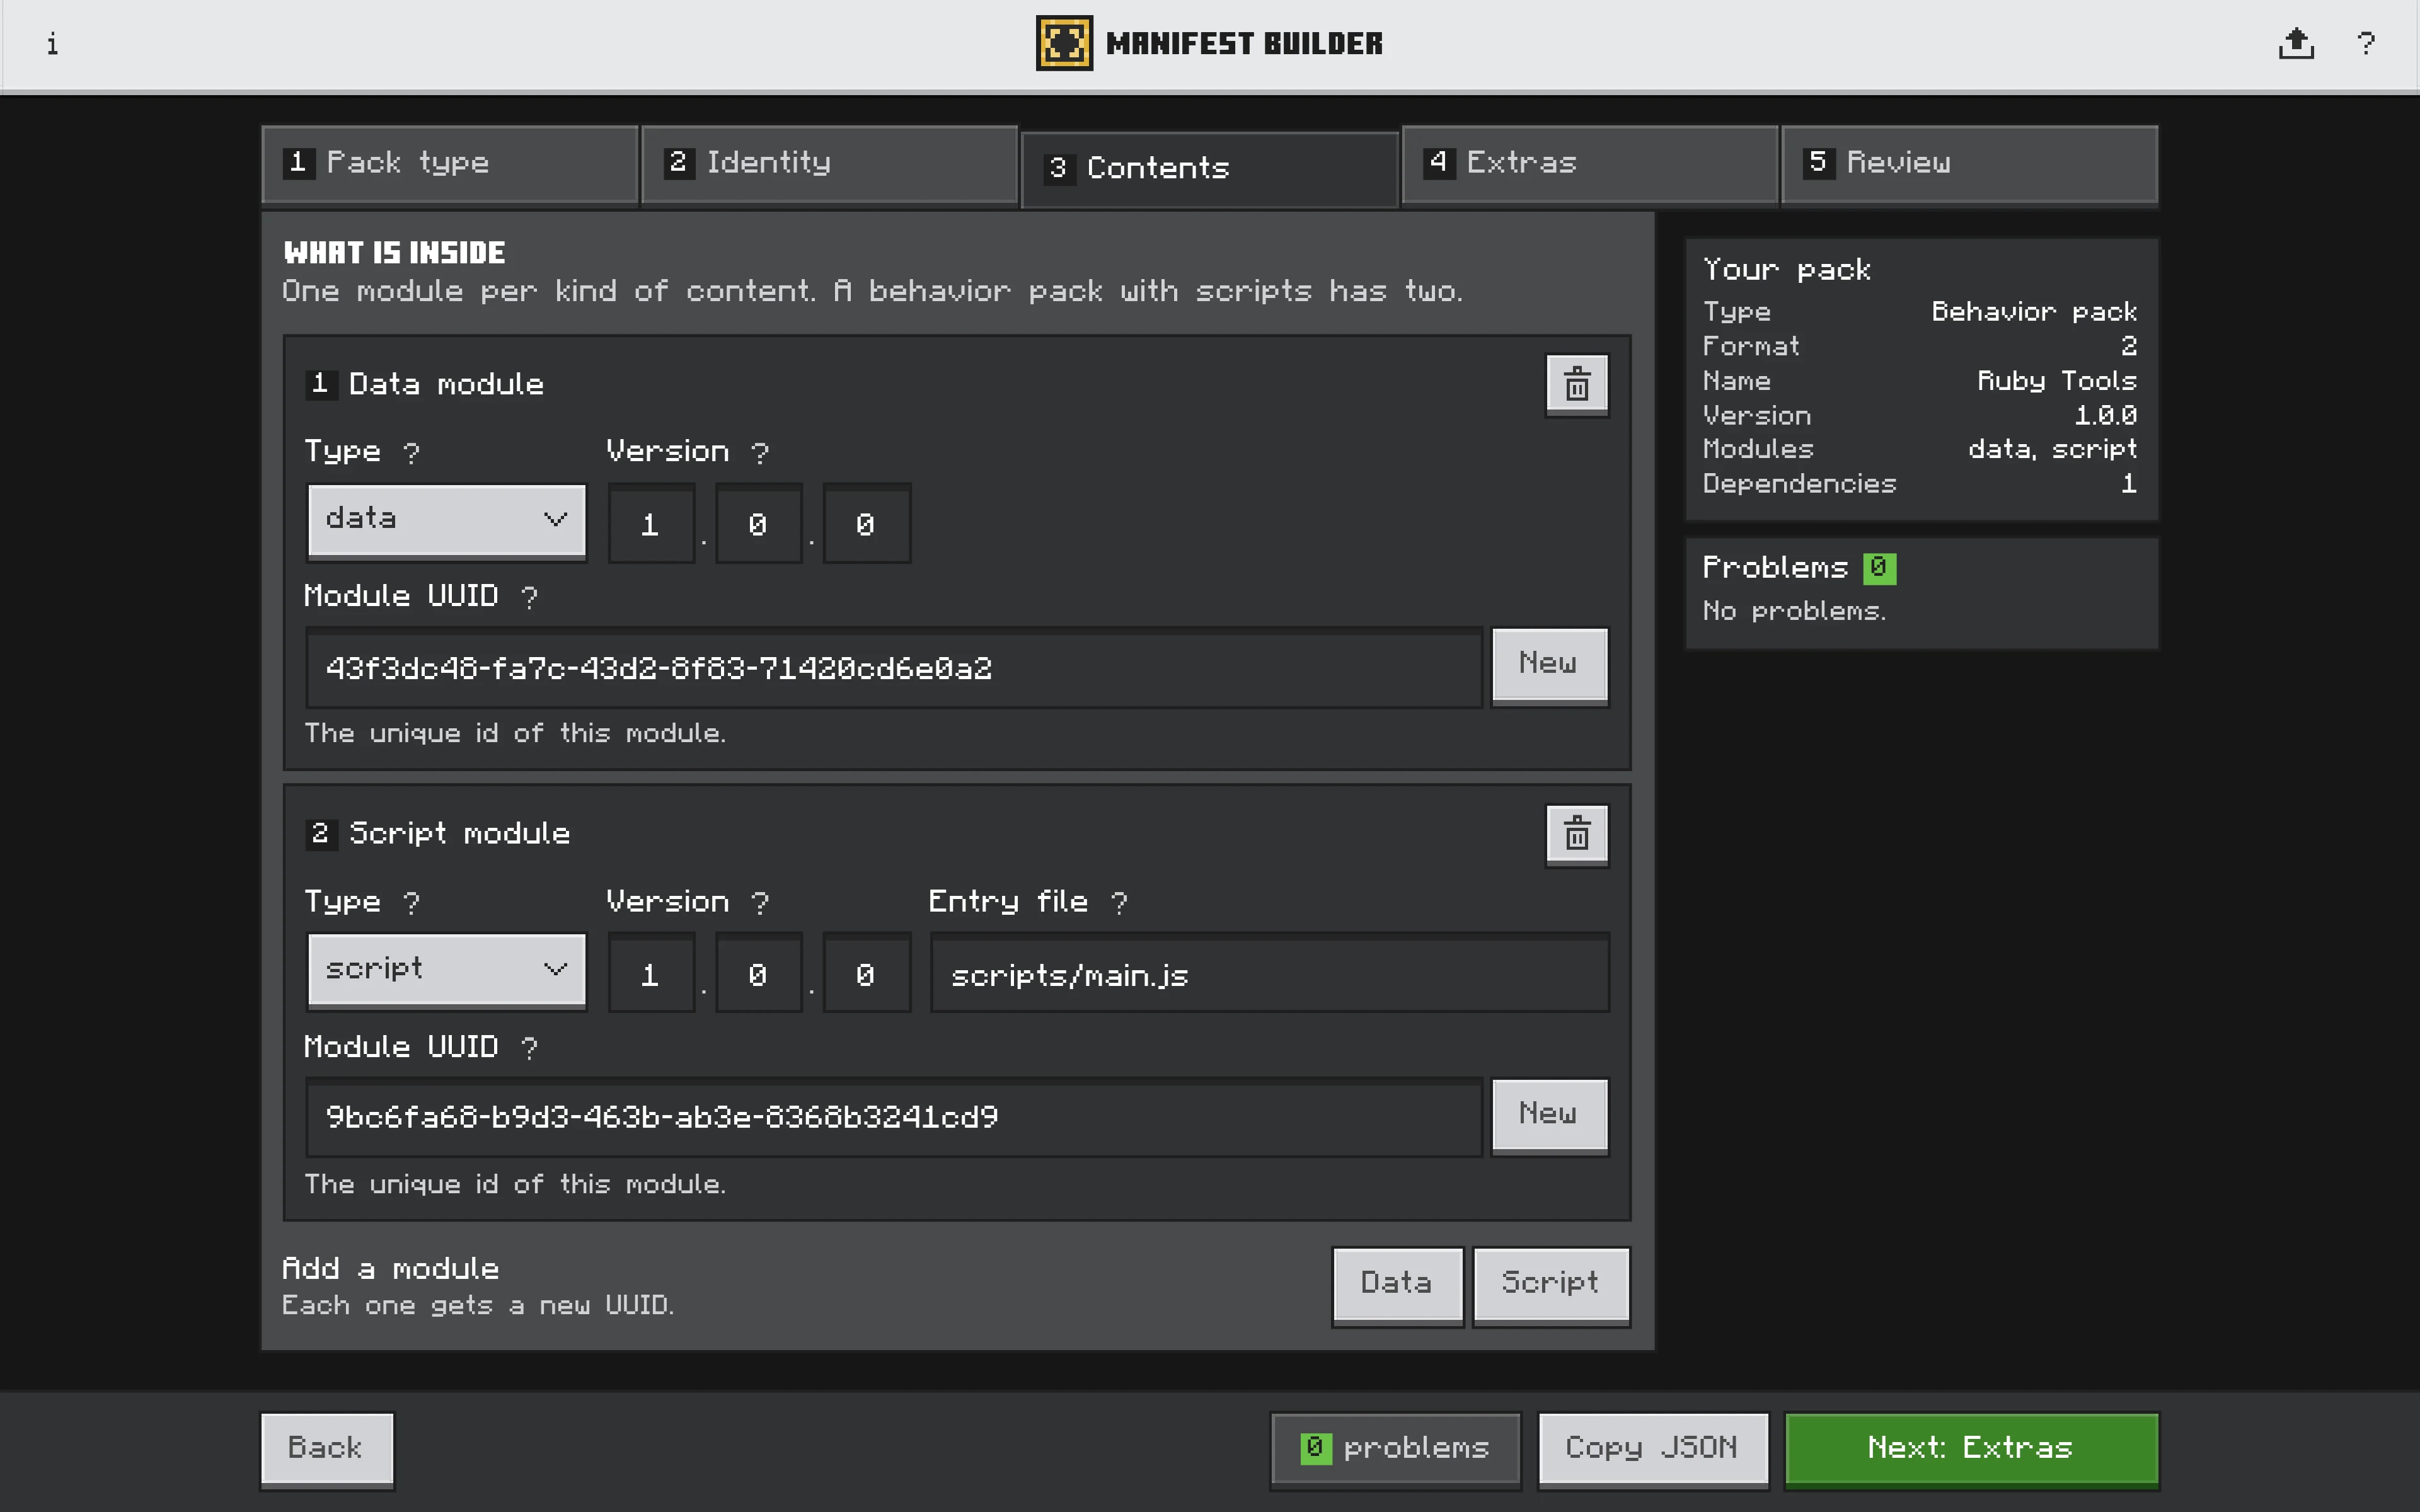 i
MANIFEST BUILDER
?
1 Pack type
2 Identity
3 Contents
4 Extras
5 Review
WHAT IS INSIDE
One module per kind of content. A behavior pack with scripts has two.
1 Data module
Type ?
Version ?
data
1 . 0 . 0
Module UUID ?
43f3dc48-fa7c-43d2-8f83-71420cd6e0a2
New
The unique id of this module.
2 Script module
Type ?
Version ?
Entry file ?
script
1 . 0 . 0
scripts/main.js
Module UUID ?
9bc6fa68-b9d3-463b-ab3e-8368b3241cd9
New
The unique id of this module.
Add a module
Each one gets a new UUID.
Data
Script
Your pack
Type Behavior pack
Format 2
Name Ruby Tools
Version 1.0.0
Modules data, script
Dependencies 1
Problems 0
No problems.
Back
0 problems
Copy JSON
Next: Extras